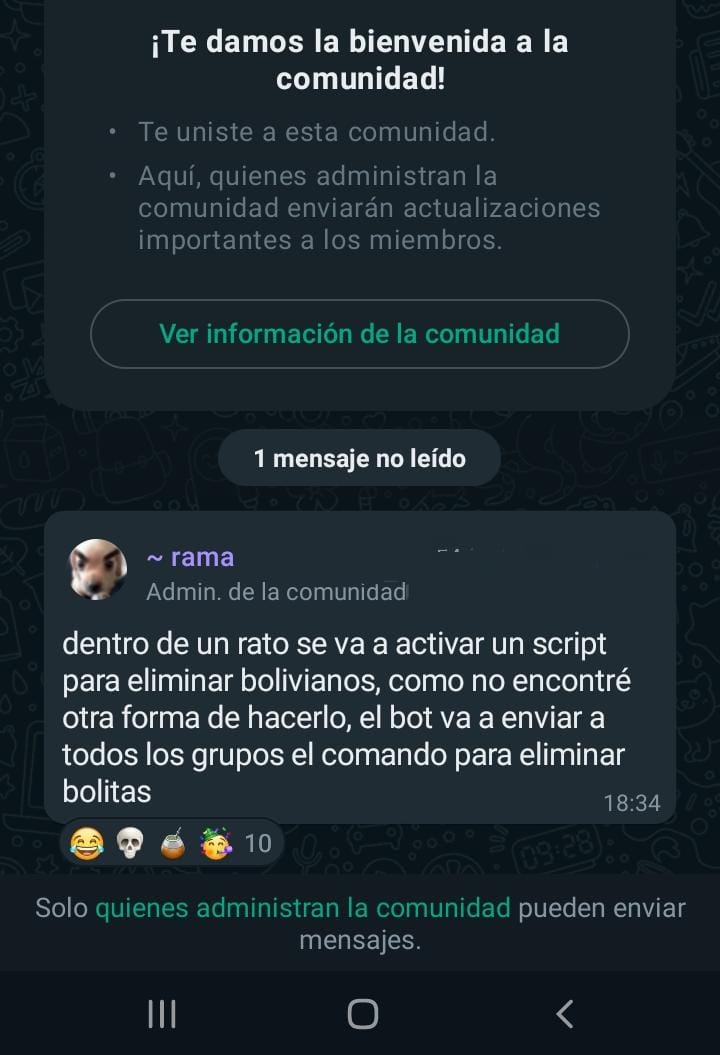 ¡Te damos la bienvenida a la
comunidad!
• Te uniste a esta comunidad.
• Aquí, quienes administran la
comunidad enviarán actualizaciones
importantes a los miembros.
Ver información de la comunidad
1 mensaje no leído
~ rama
Admin. de la comunidad
dentro de un rato se va a activar un script
para eliminar bolivianos, como no encontré
otra forma de hacerlo, el bot va a enviar a
todos los grupos el comando para eliminar
bolitas
18:34
10
Solo quienes administran la comunidad pueden enviar
mensajes.